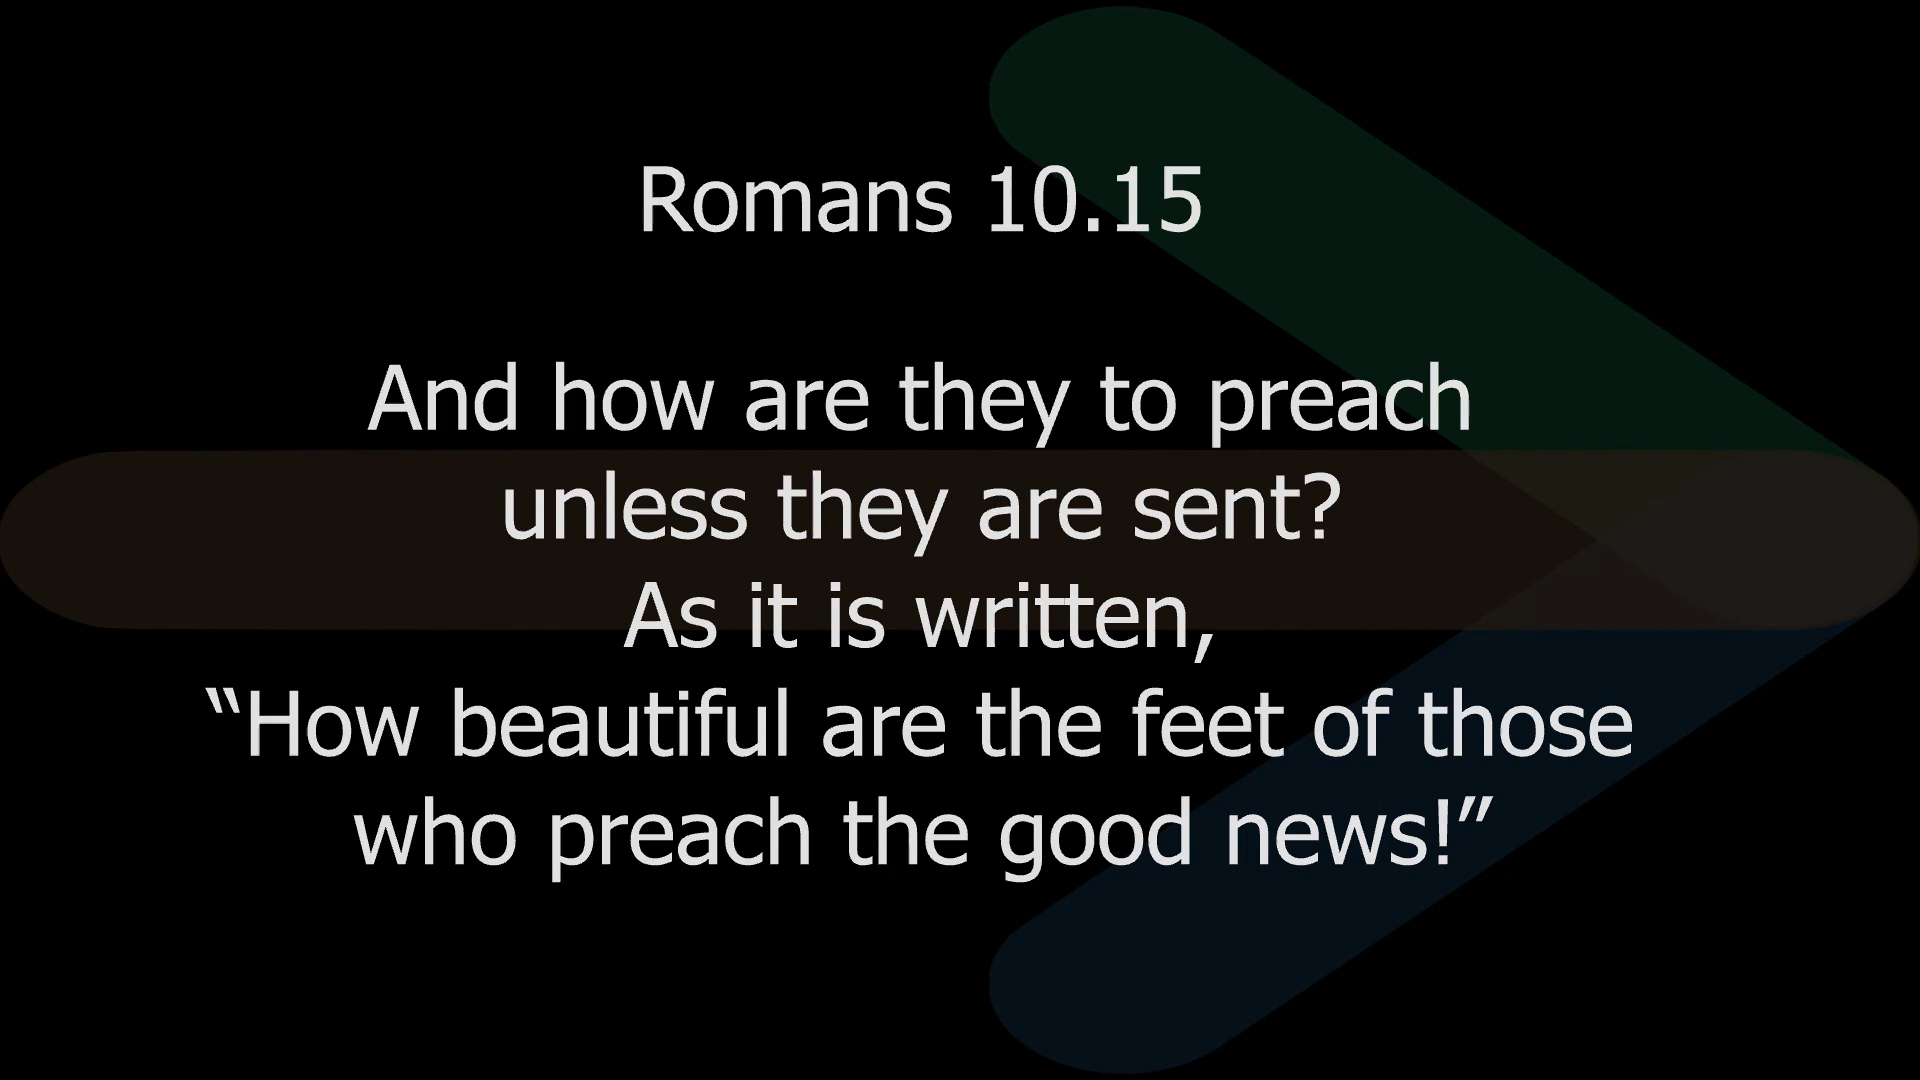 Romans 10.15
And how are they to preach
unless they are sent?
As it is written,
“How beautiful are the feet of those
who preach the good news!”